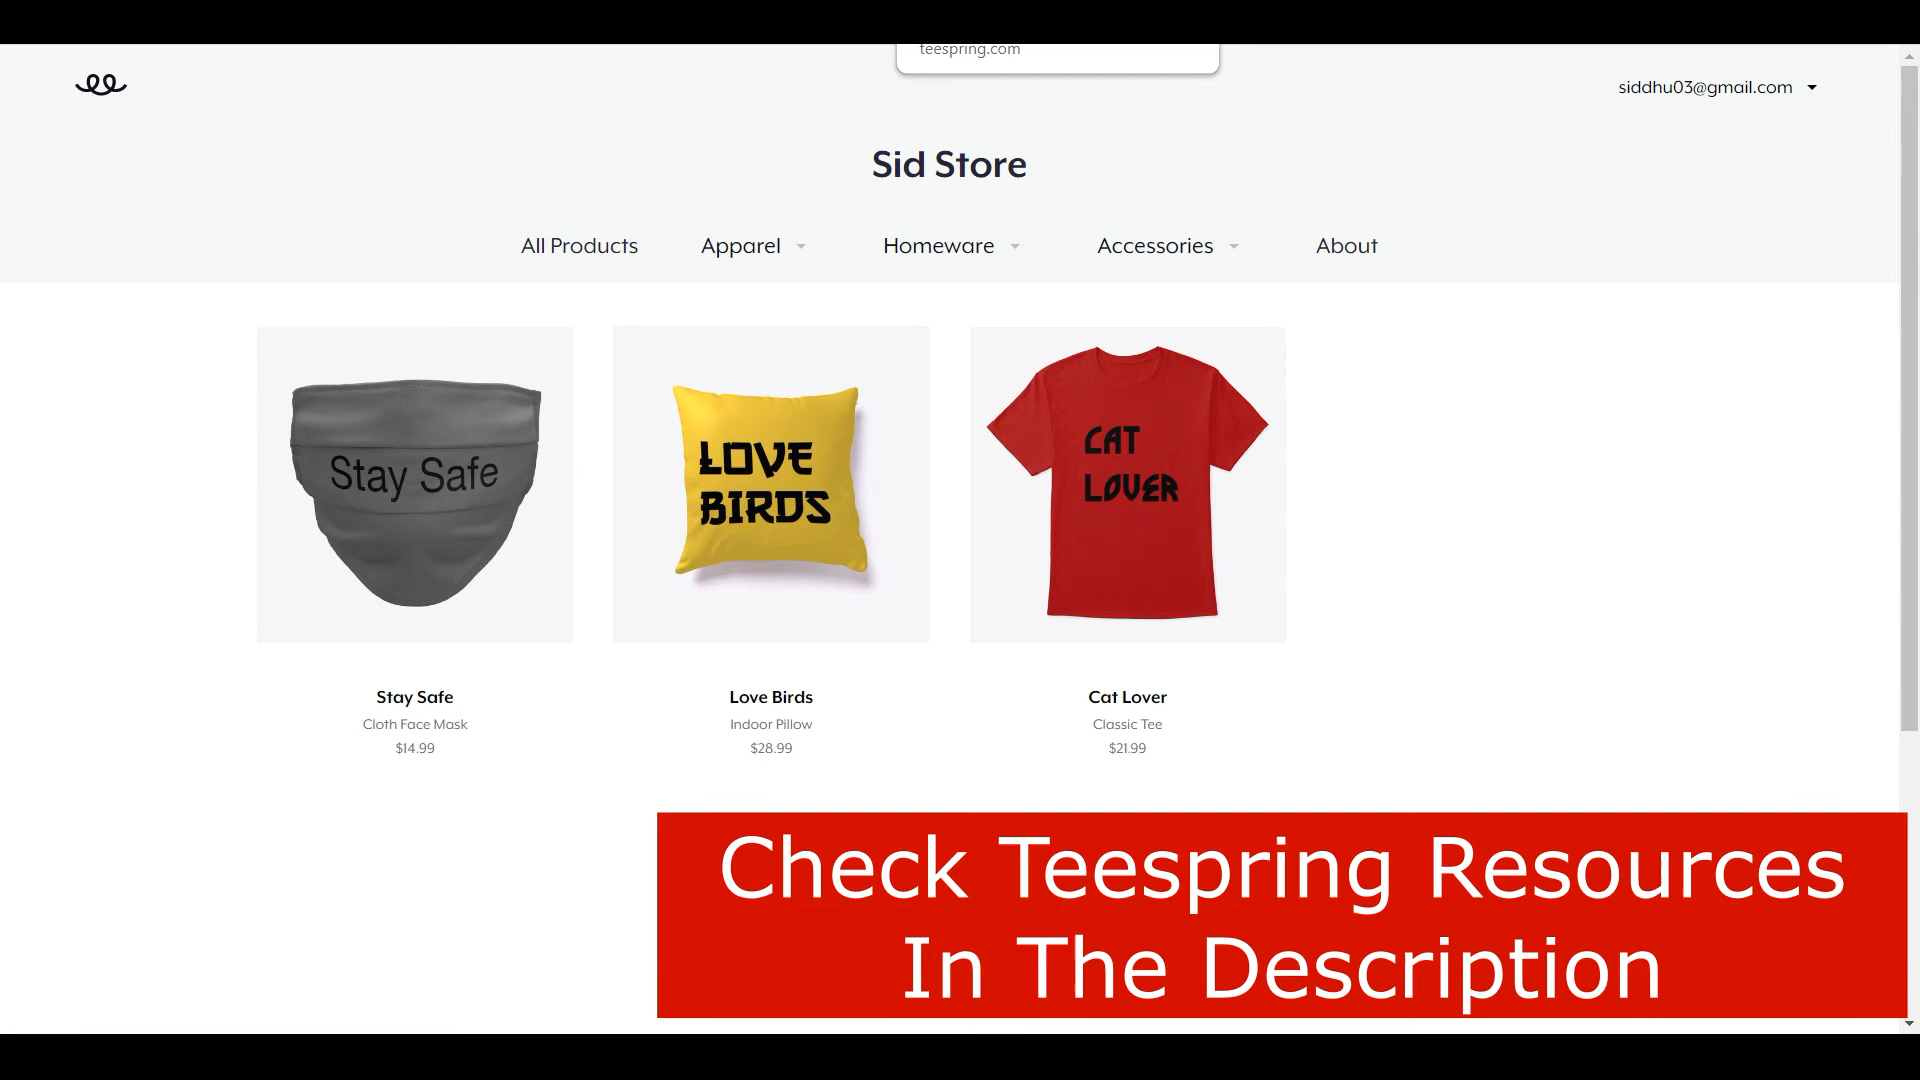 teespring.com
siddhu03@gmail.com
Sid Store
All Products Apparel Homeware Accessories About
Stay Safe
LOVE
BIRDS
CAT
LOVER
Stay Safe Love Birds Cat Lover
Cloth Face Mask Indoor Pillow Classic Tee
$14.99 $28.99 $21.99
Check Teespring Resources
In The Description